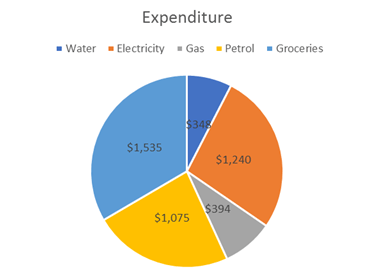 Expenditure
Water Electricity Gas Petrol Groceries
$348
$1,535
$1,240
$394
$1,075